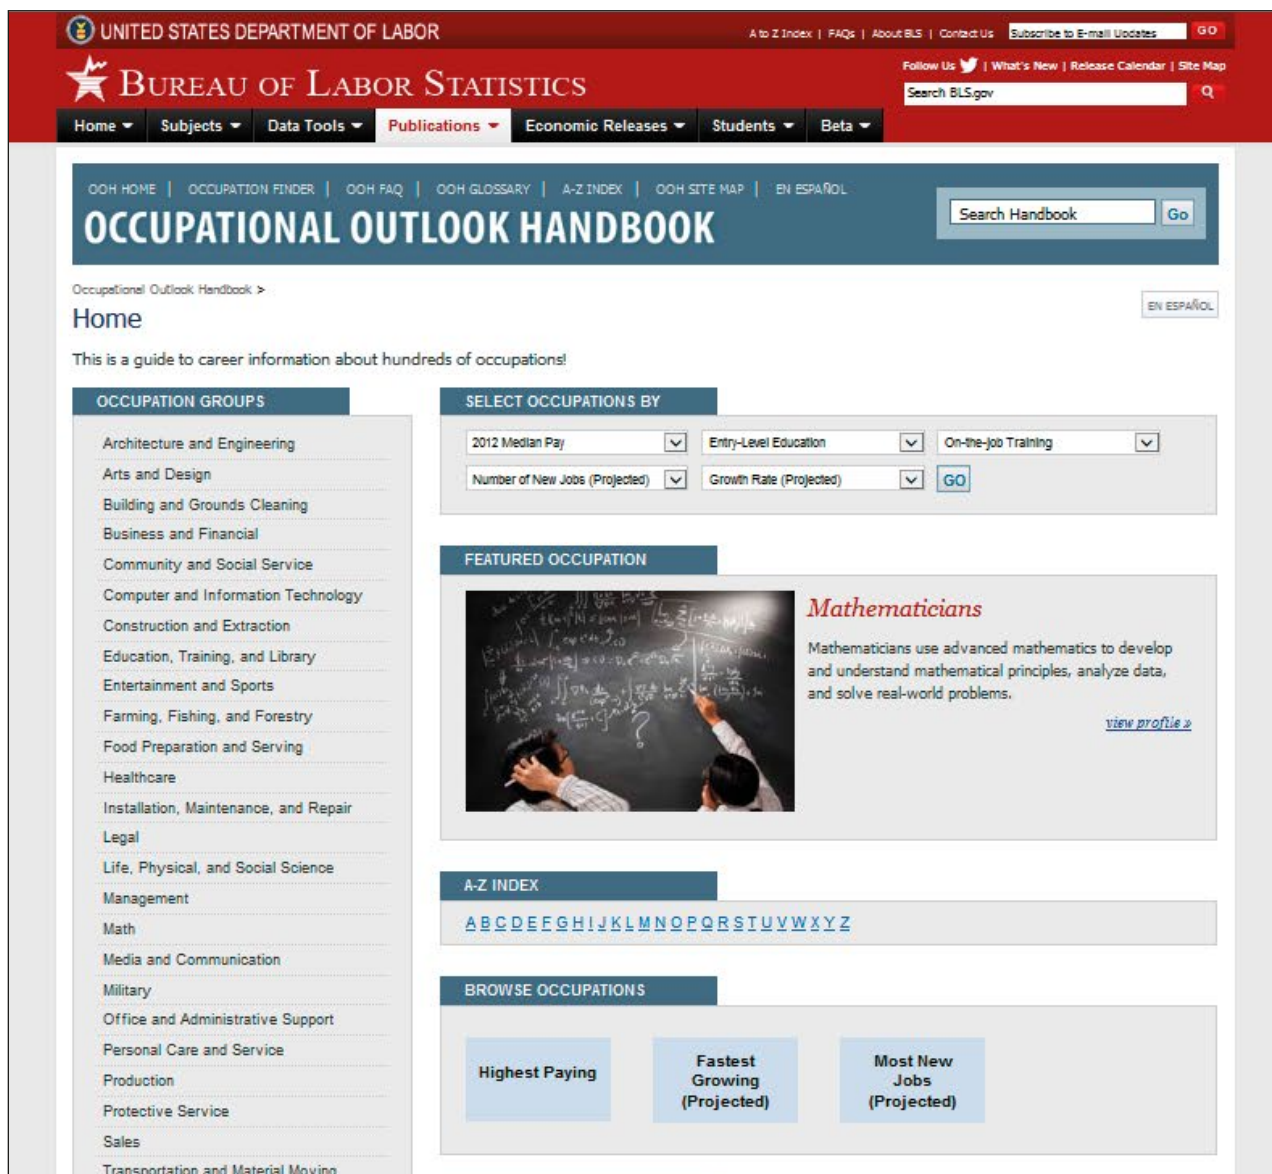 UNITED STATES DEPARTMENT OF LABOR
A to Z Index | FAQs | About BLS | Contact Us Subscribe to E-mail Updates GO
Follow Us | What's New | Release Calendar | Site Map
BUREAU OF LABOR STATISTICS
Search BLS.gov
Home Subjects Data Tools Publications Economic Releases Students Beta
OOH HOME | OCCUPATION FINDER | OOH FAQ | OOH GLOSSARY | A-Z INDEX | OOH SITE MAP | EN ESPAÑOL
OCCUPATIONAL OUTLOOK HANDBOOK
Search Handbook Go
Occupational Outlook Handbook >
EN ESPAÑOL
Home
This is a guide to career information about hundreds of occupations!
OCCUPATION GROUPS
Architecture and Engineering
Arts and Design
Building and Grounds Cleaning
Business and Financial
Community and Social Service
Computer and Information Technology
Construction and Extraction
Education, Training, and Library
Entertainment and Sports
Farming, Fishing, and Forestry
Food Preparation and Serving
Healthcare
Installation, Maintenance, and Repair
Legal
Life, Physical, and Social Science
Management
Math
Media and Communication
Military
Office and Administrative Support
Personal Care and Service
Production
Protective Service
Sales
Transportation and Material Moving
SELECT OCCUPATIONS BY
2012 Median Pay Entry-Level Education On-the-job Training
Number of New Jobs (Projected) Growth Rate (Projected) GO
FEATURED OCCUPATION
Mathematicians
Mathematicians use advanced mathematics to develop
and understand mathematical principles, analyze data,
and solve real-world problems.
view profile »
A-Z INDEX
A B C D E F G H I J K L M N O P Q R S T U V W X Y Z
BROWSE OCCUPATIONS
Highest Paying
Fastest
Growing
(Projected)
Most New
Jobs
(Projected)